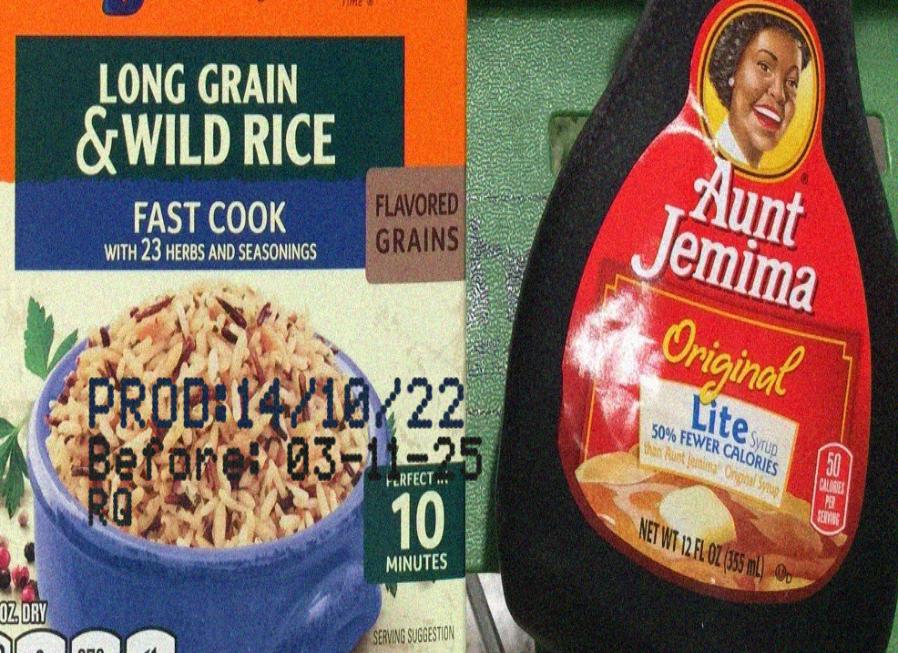 Time®
LONG GRAIN
& WILD RICE
FAST COOK
WITH 23 HERBS AND SEASONINGS
FLAVORED
GRAINS
PROD:14/10/22
Before: 03-11-25
RQ
PERFECT
10
MINUTES
OZ. DRY
SERVING SUGGESTION
Aunt
Jemima®
Original
Lite Syrup
50% FEWER CALORIES
than Aunt Jemima® Original Syrup
50
CALORIES
PER
SERVING
NET WT 12 FL OZ (355 mL)